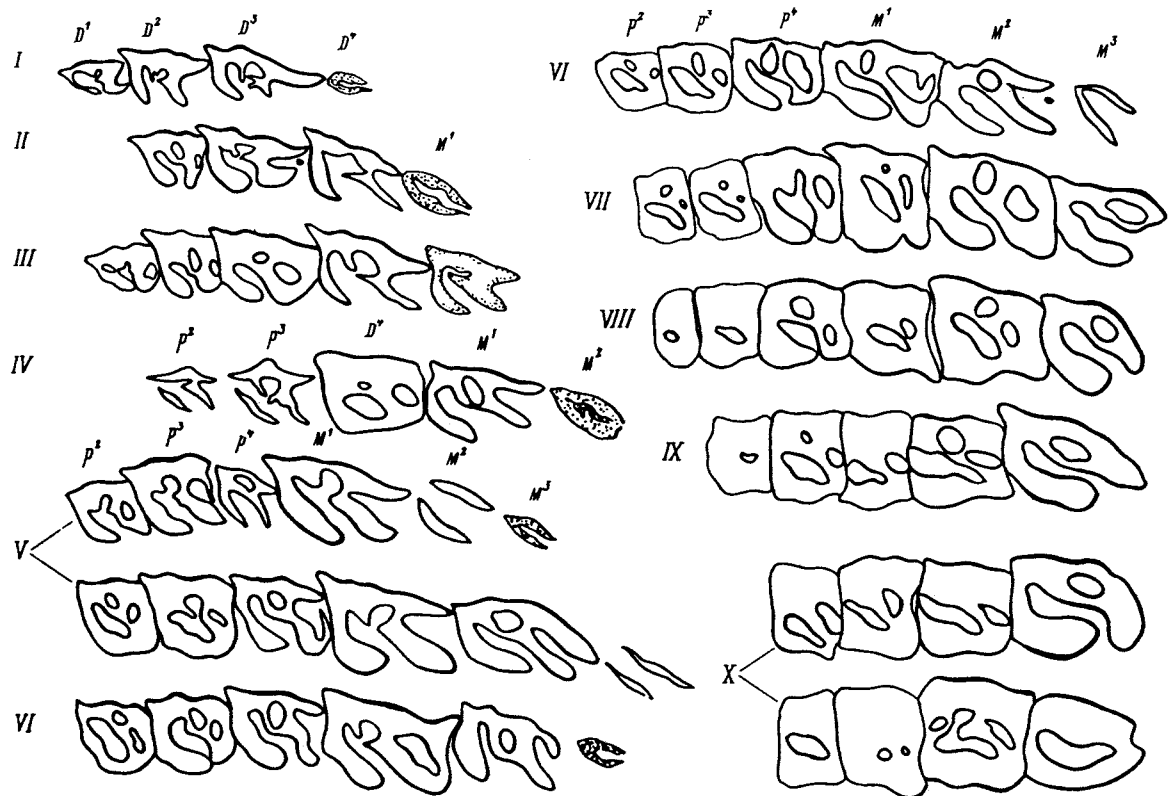 D¹ D² D³ D⁴
I
II M¹
III
P² P³ D⁴ M¹ M²
IV
P² P³ P⁴ M¹ M² M³
V
VI
P² P³ P⁴ M¹ M² M³
VI
VII
VIII
IX
X